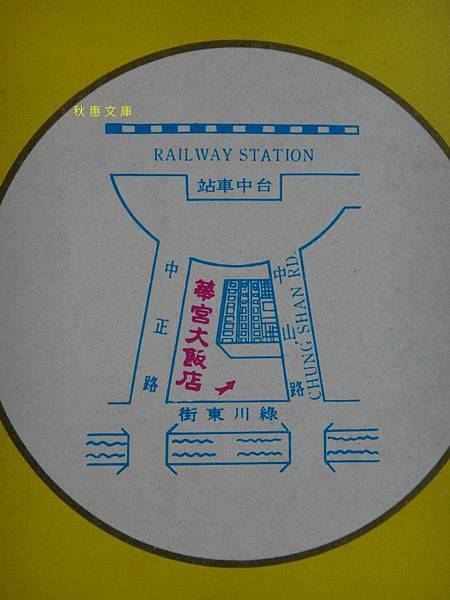 秋惠文庫
RAILWAY STATION
台中車站
中正路
華宮大飯店
中山路
CHUNG SHAN RD.
綠川東街